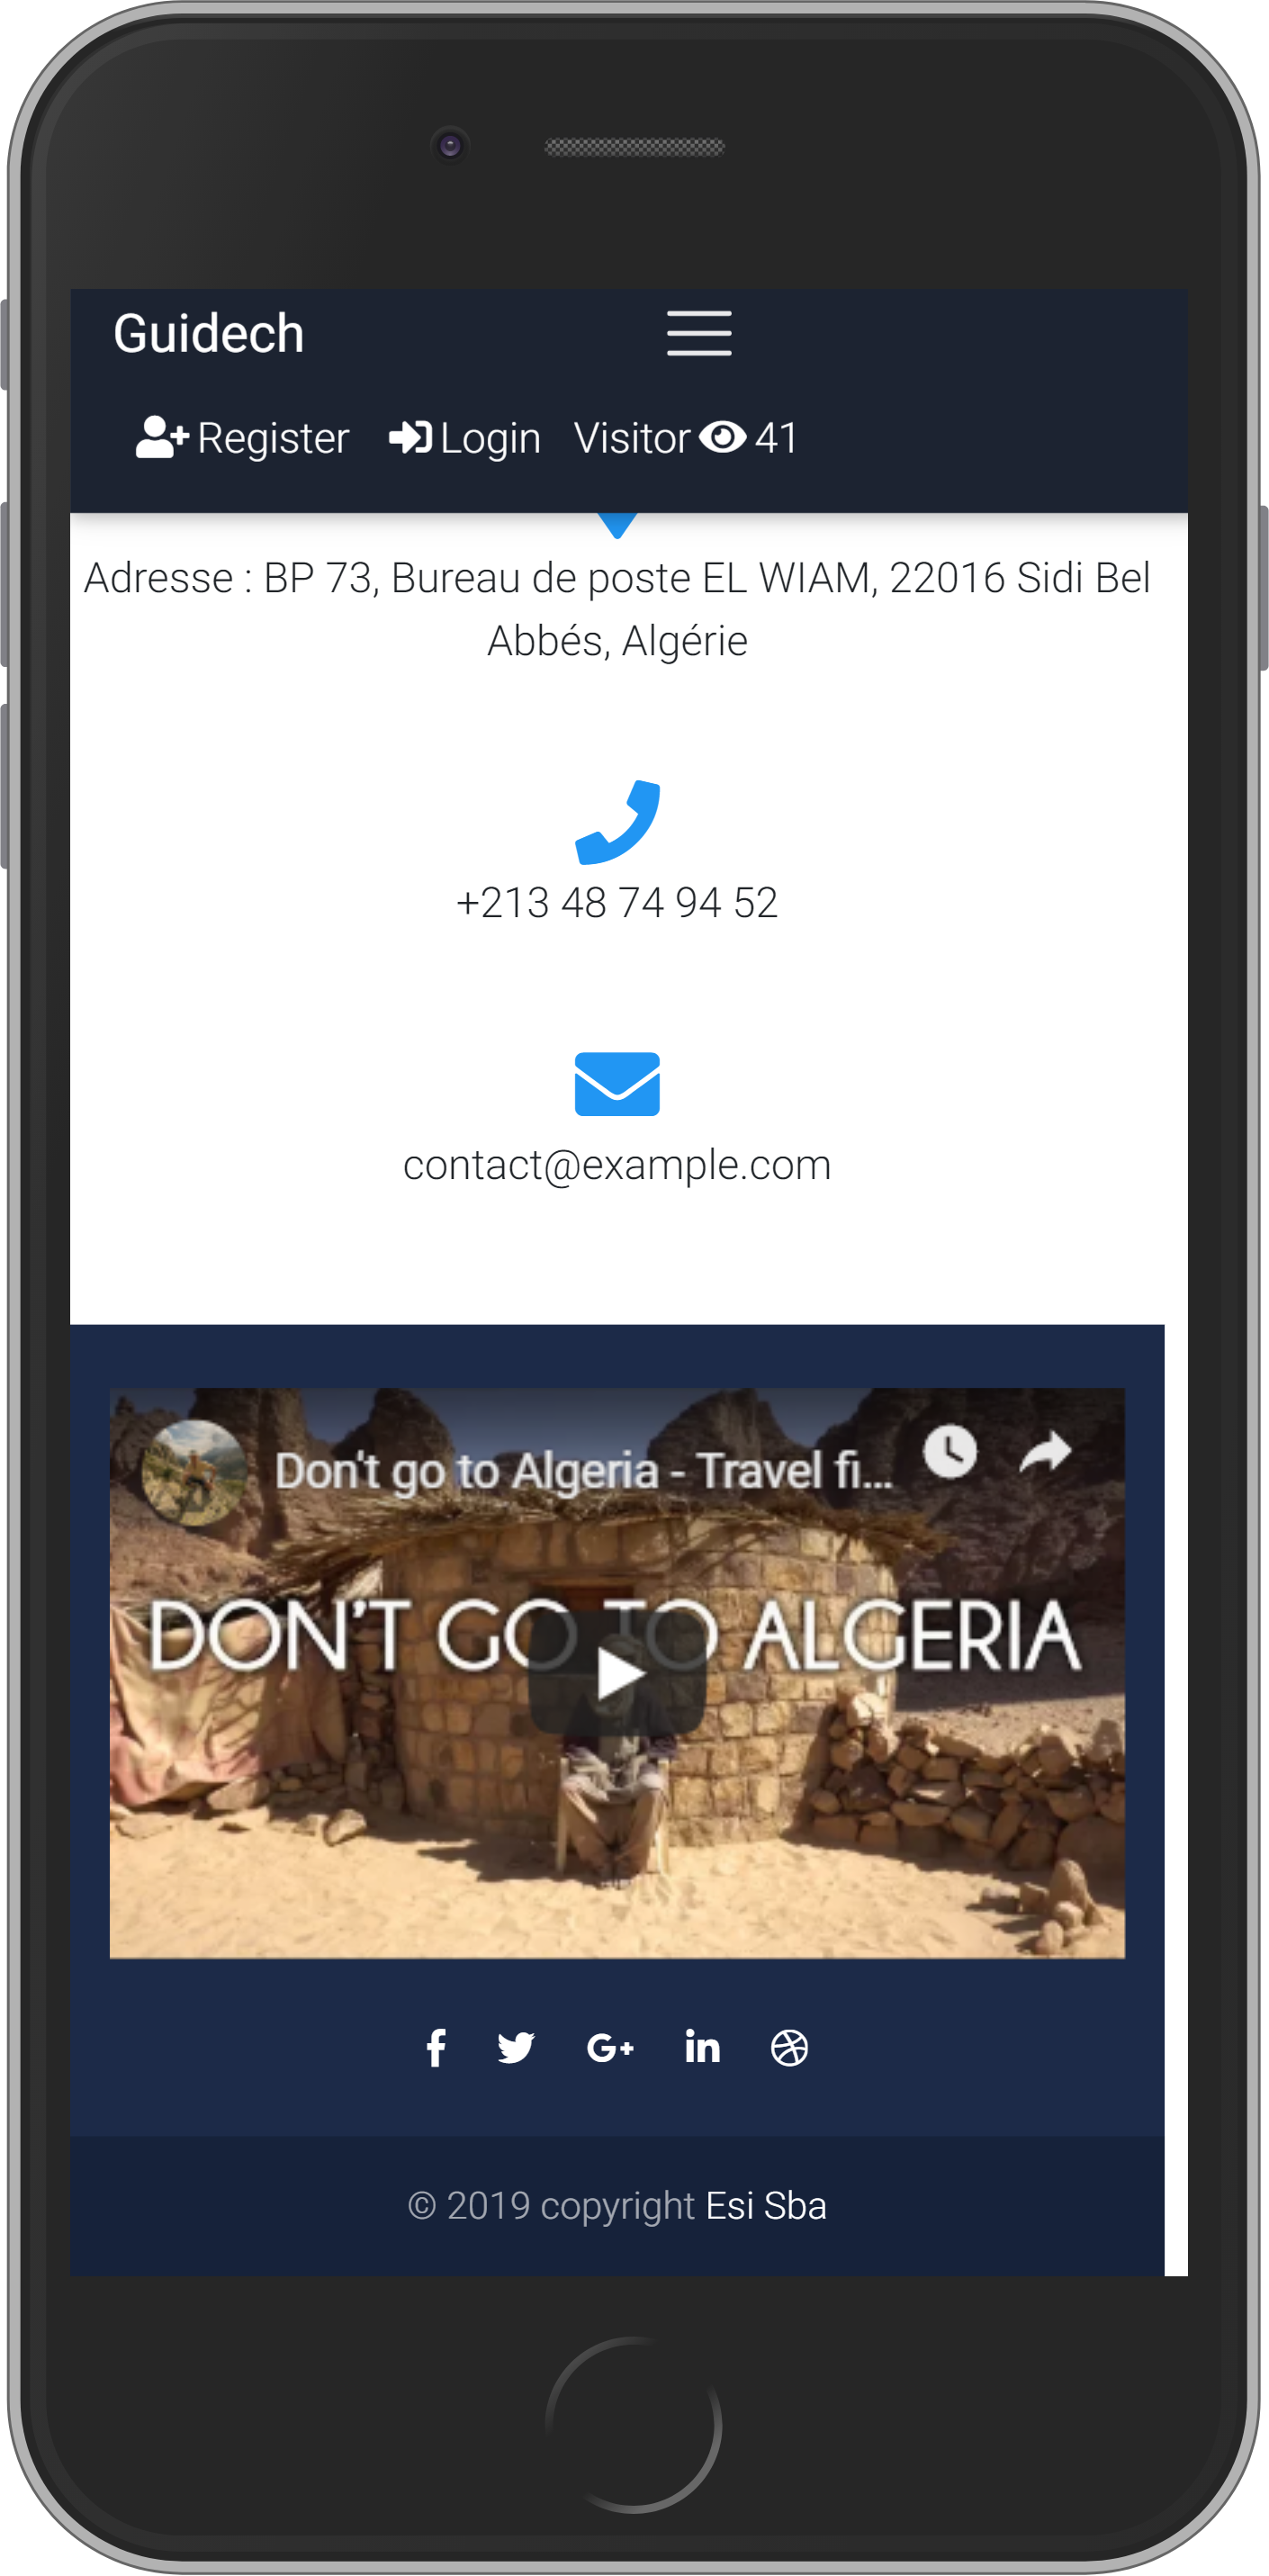 Guidech
Register Login Visitor 41
Adresse : BP 73, Bureau de poste EL WIAM, 22016 Sidi Bel
Abbés, Algérie
+213 48 74 94 52
contact@example.com
Don't go to Algeria - Travel fi...
DON'T GO TO ALGERIA
© 2019 copyright Esi Sba